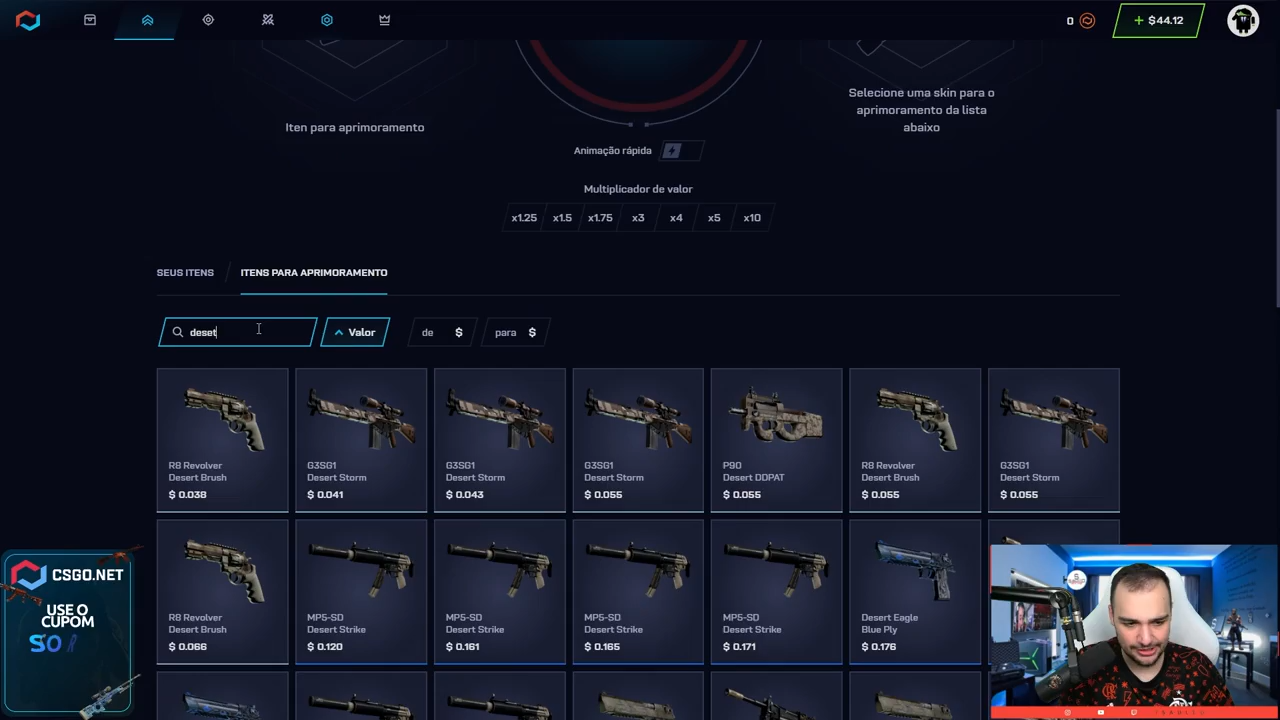 0
+ $44.12
Iten para aprimoramento
Selecione uma skin para o
aprimoramento da lista
abaixo
Animação rápida
Multiplicador de valor
x1.25 x1.5 x1.75 x3 x4 x5 x10
SEUS ITENS / ITENS PARA APRIMORAMENTO
deset
Valor
de $
para $
R8 Revolver
Desert Brush
$ 0.038
G3SG1
Desert Storm
$ 0.041
G3SG1
Desert Storm
$ 0.043
G3SG1
Desert Storm
$ 0.055
P90
Desert DDPAT
$ 0.055
R8 Revolver
Desert Brush
$ 0.055
G3SG1
Desert Storm
$ 0.055
R8 Revolver
Desert Brush
$ 0.066
MP5-SD
Desert Strike
$ 0.120
MP5-SD
Desert Strike
$ 0.161
MP5-SD
Desert Strike
$ 0.165
MP5-SD
Desert Strike
$ 0.171
Desert Eagle
Blue Ply
$ 0.176
CSGO.NET
USE O
CUPOM
SO